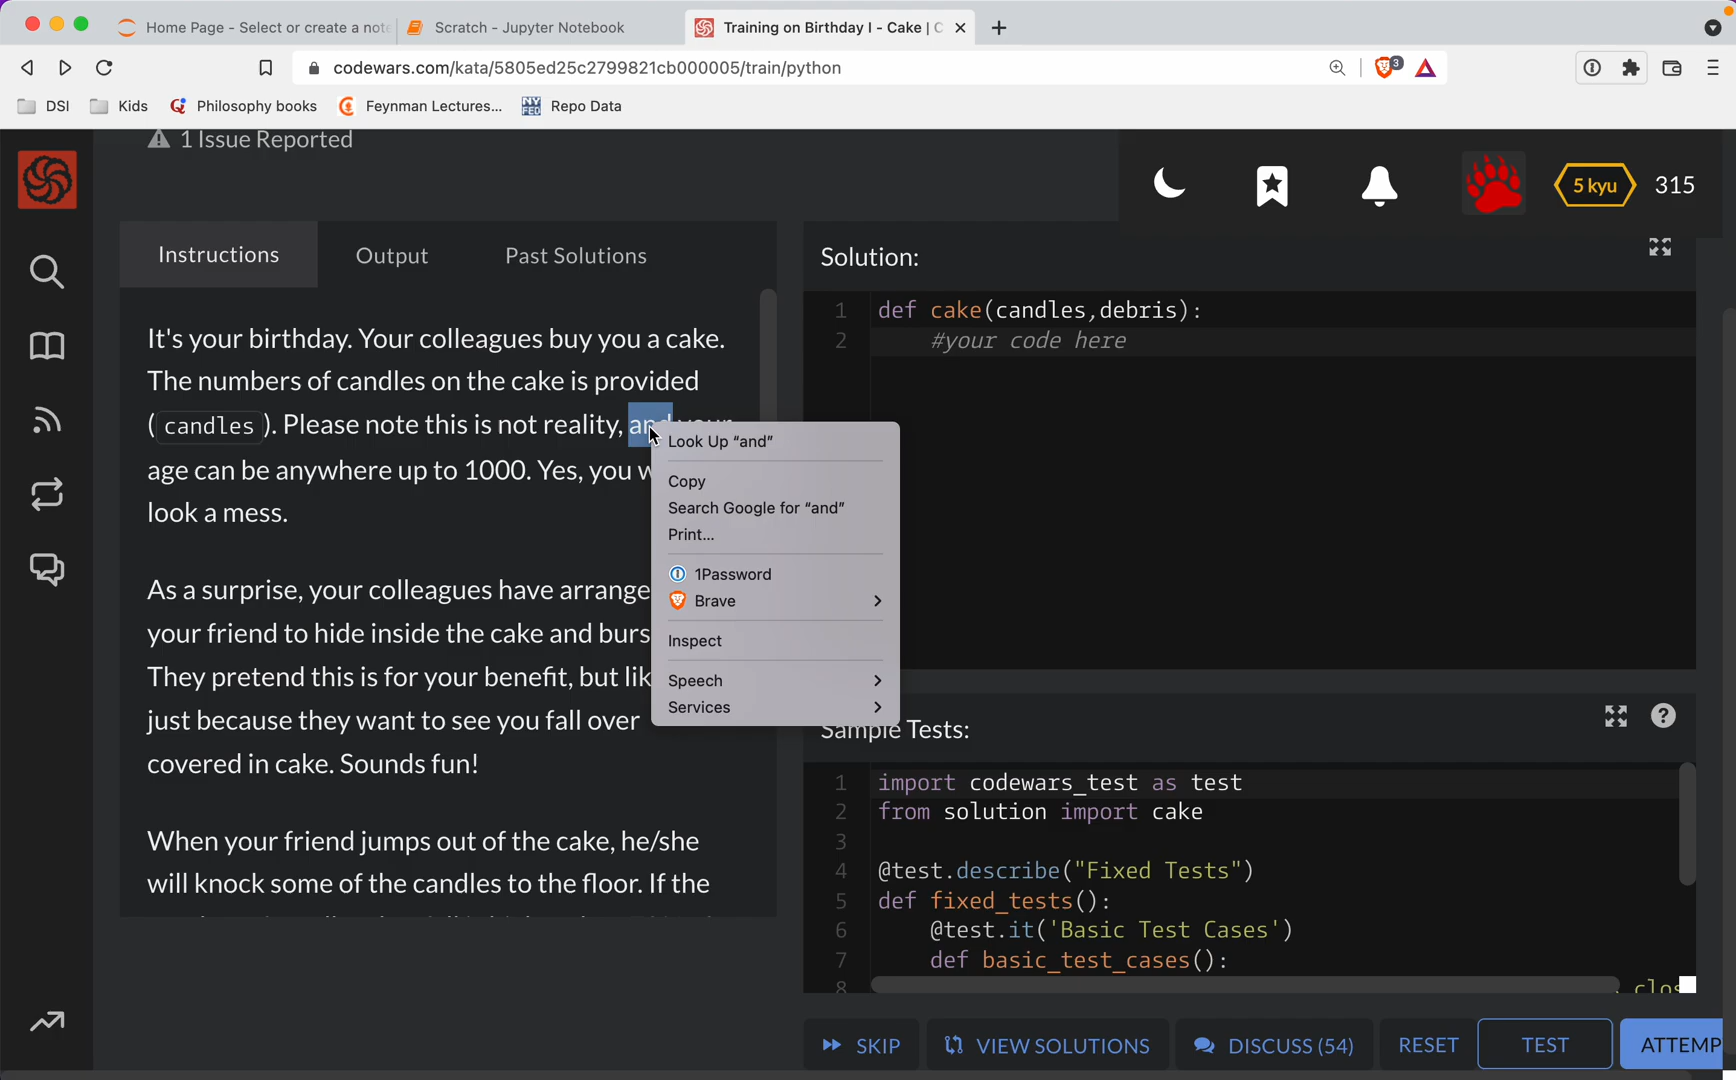 Home Page - Select or create a note
Scratch - Jupyter Notebook
Training on Birthday I - Cake | C
codewars.com/kata/5805ed25c2799821cb000005/train/python
3
DSI
Kids
Philosophy books
Feynman Lectures...
Repo Data
1 Issue Reported
5 kyu
315
Instructions
Output
Past Solutions
It's your birthday. Your colleagues buy you a cake.
The numbers of candles on the cake is provided
(candles). Please note this is not reality, and your
age can be anywhere up to 1000. Yes, you w
look a mess.
As a surprise, your colleagues have arrange
your friend to hide inside the cake and burs
They pretend this is for your benefit, but lik
just because they want to see you fall over
covered in cake. Sounds fun!
When your friend jumps out of the cake, he/she
will knock some of the candles to the floor. If the
Look Up “and”
Copy
Search Google for “and”
Print...
1Password
Brave
Inspect
Speech
Services
Solution:
1 def cake(candles,debris):
2 #your code here
Sample Tests:
1 import codewars_test as test
2 from solution import cake
3
4 @test.describe("Fixed Tests")
5 def fixed_tests():
6 @test.it('Basic Test Cases')
7 def basic_test_cases():
8
SKIP
VIEW SOLUTIONS
DISCUSS (54)
RESET
TEST
ATTEMP